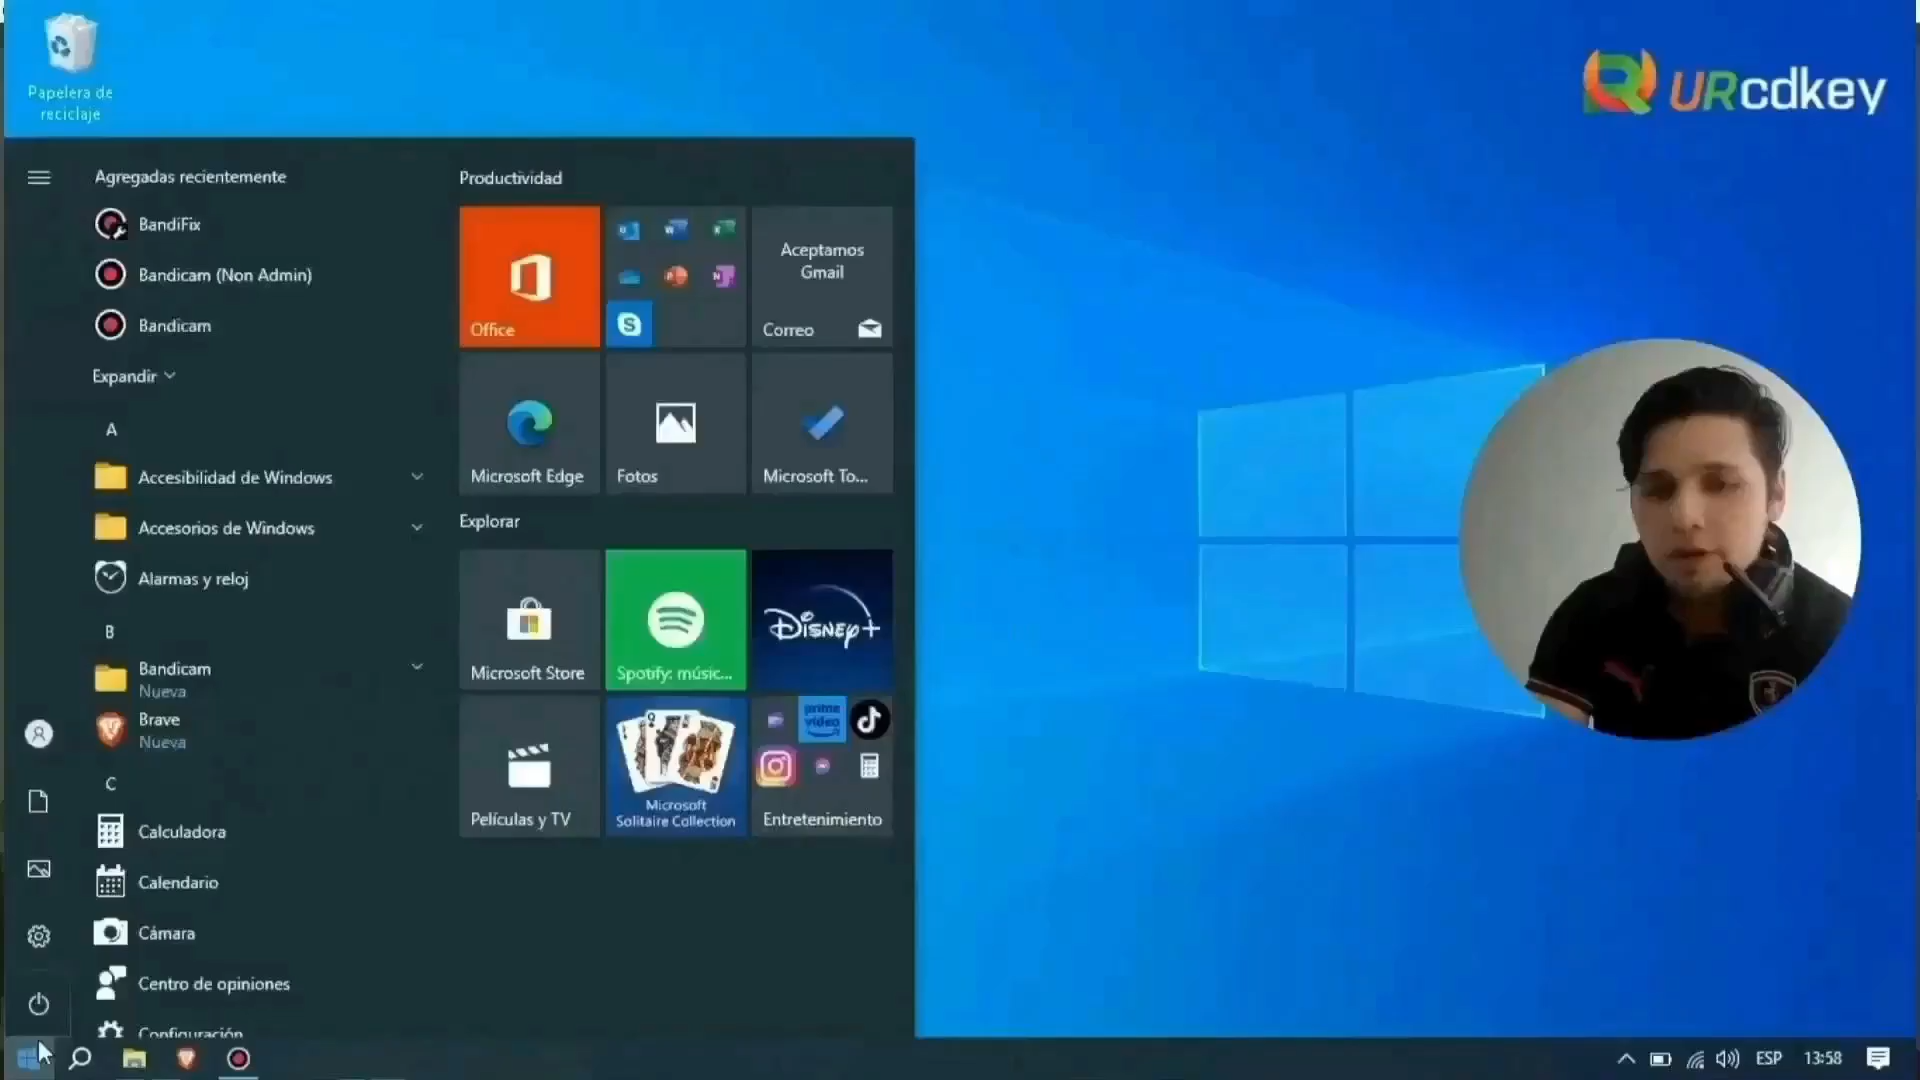 Papelera de
reciclaje
URcdkey
Agregadas recientemente
BandiFix
Bandicam (Non Admin)
Bandicam
Expandir
A
Accesibilidad de Windows
Accesorios de Windows
Alarmas y reloj
B
Bandicam
Nueva
Brave
Nueva
C
Calculadora
Calendario
Cámara
Centro de opiniones
Configuración
Productividad
Office
Aceptamos
Gmail
Correo
Microsoft Edge
Fotos
Microsoft To...
Explorar
Microsoft Store
Spotify: músic...
Disney+
Películas y TV
Microsoft
Solitaire Collection
prime
video
Entretenimiento
ESP
13:58